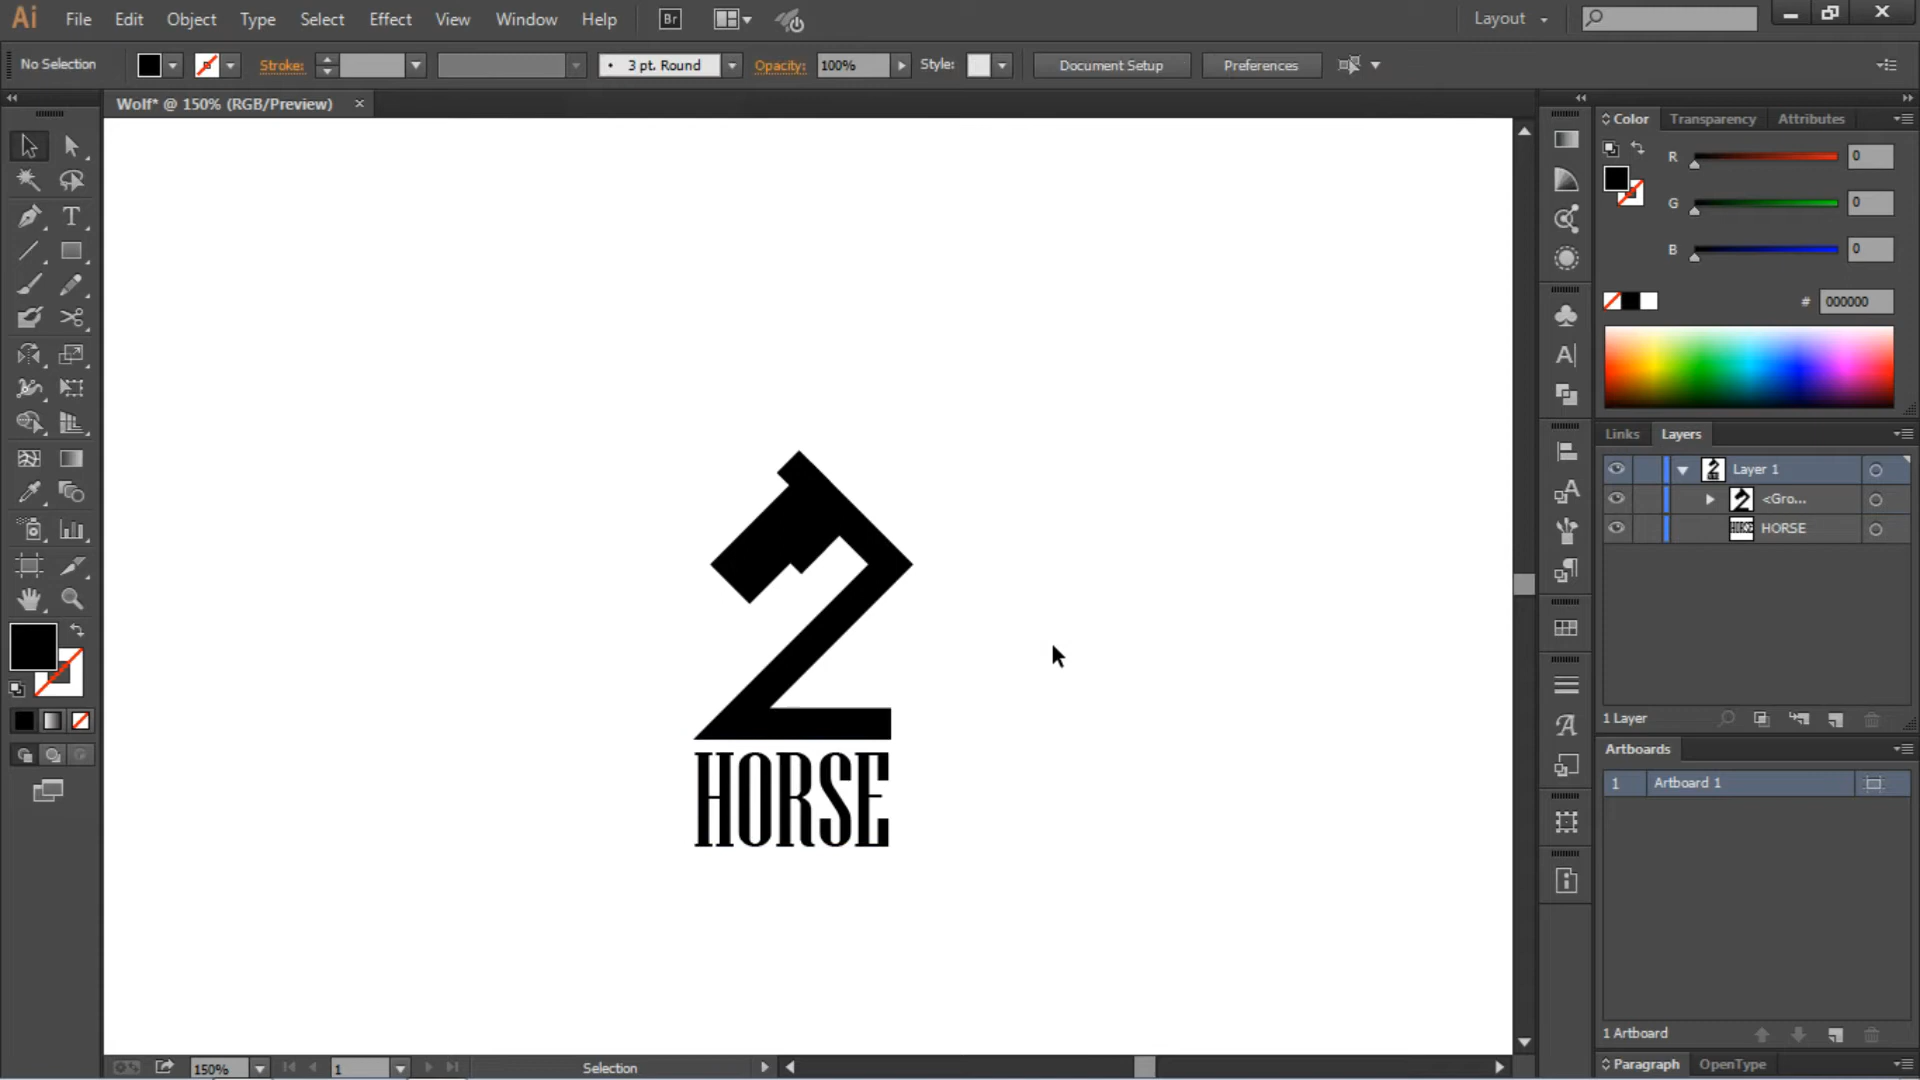 Ai File Edit Object Type Select Effect View Window Help Br Layout
No Selection Stroke: 3 pt. Round Opacity: 100% Style: Document Setup Preferences
Wolf* @ 150% (RGB/Preview)
Color Transparency Attributes
R 0
G 0
B 0
# 000000
Links Layers
Layer 1
<Gro...
HORSE
1 Layer
Artboards
1 Artboard 1
1 Artboard
Paragraph OpenType
2
HORSE
150% 1 Selection